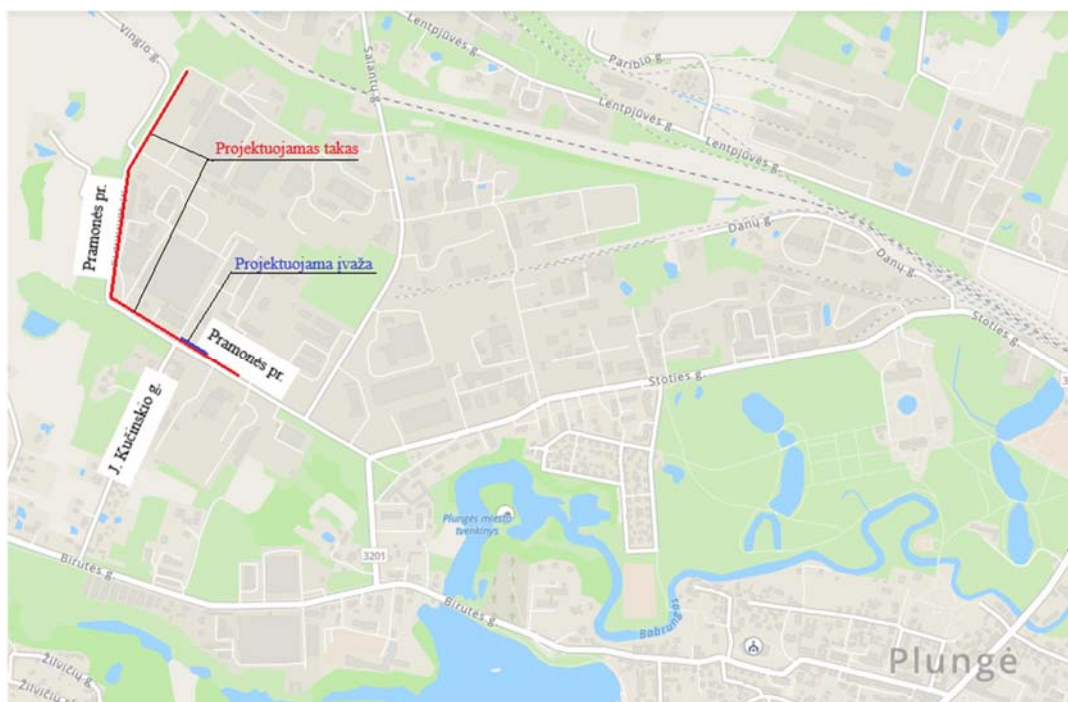 Vingio g.
Salantų g.
Lentpjūvės g.
Paribio g.
Lentpjūvės g.
Lentpjūvės g.
Projektuojamas takas
Pramonės pr.
Danų g.
Projektuojama įvaža
Danų g.
Stoties g.
Pramonės pr.
Stoties g.
J. Kučinskio g.
Plungės miesto
tvenkinys
3201
Birutės g.
Birutės g.
Babrungas
Plungė
Žilvičių g.